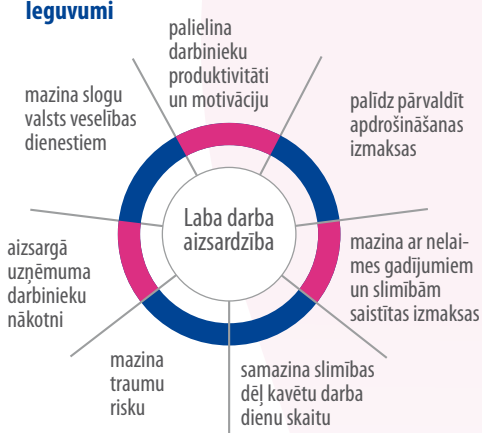 Ieguvumi
palielina
darbinieku
produktivitāti
un motivāciju
palīdz pārvaldīt
apdrošināšanas
izmaksas
mazina ar nelai-
mes gadījumiem
un slimībām
saistītas izmaksas
samazina slimības
dēļ kavētu darba
dienu skaitu
mazina
traumu
risku
aizsargā
uzņēmuma
darbinieku
nākotni
mazina slogu
valsts veselības
dienestiem
Laba darba
aizsardzība